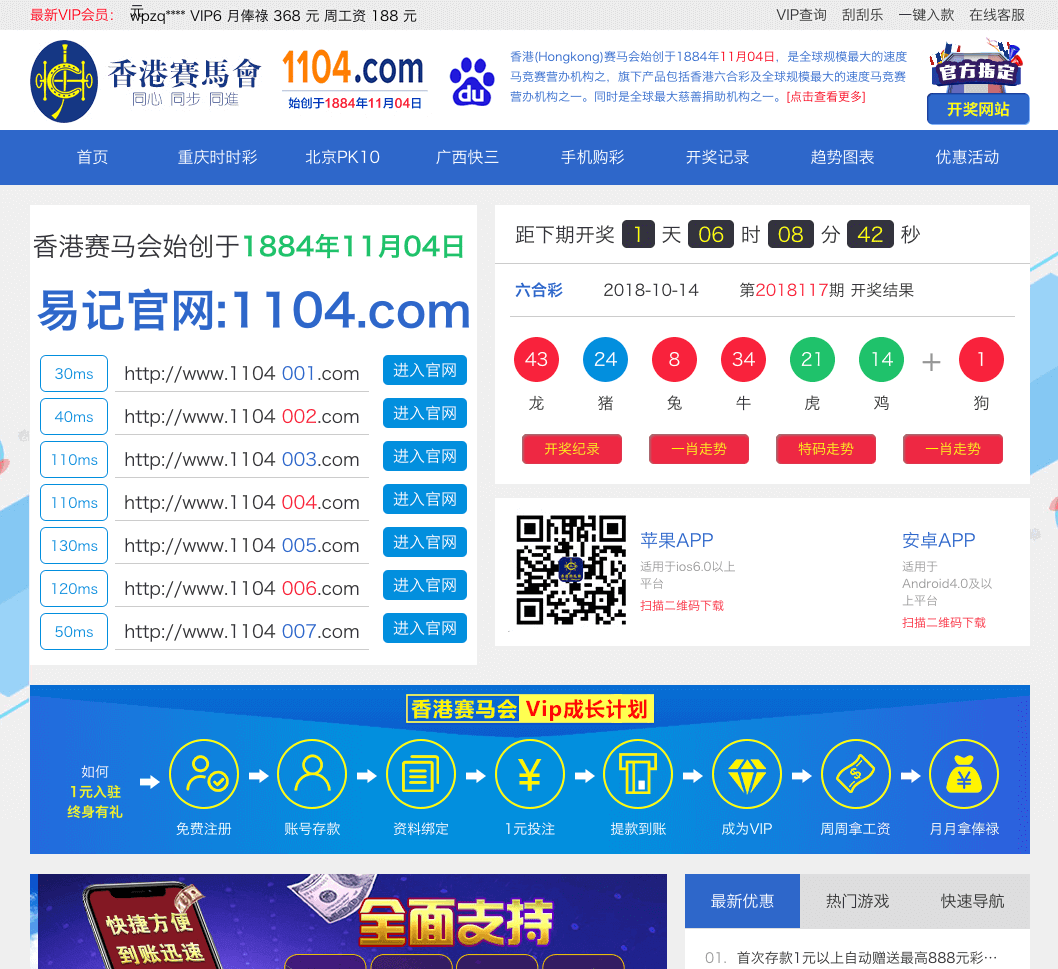 最新VIP会员：
元
wpzq**** VIP6 月俸禄 368 元 周工资 188 元
VIP查询 刮刮乐 一键入款 在线客服
香港賽馬會
同心 同步 同進
1104.com
始创于1884年11月04日
du
香港(Hongkong)赛马会始创于1884年11月04日，是全球规模最大的速度
马竞赛营办机构之，旗下产品包括香港六合彩及全球规模最大的速度马竞赛
营办机构之一。同时是全球最大慈善捐助机构之一。[点击查看更多]
官方指定
开奖网站
首页 重庆时时彩 北京PK10 广西快三 手机购彩 开奖记录 趋势图表 优惠活动
香港赛马会始创于1884年11月04日
易记官网:1104.com
30ms http://www.1104 001.com 进入官网
40ms http://www.1104 002.com 进入官网
110ms http://www.1104 003.com 进入官网
110ms http://www.1104 004.com 进入官网
130ms http://www.1104 005.com 进入官网
120ms http://www.1104 006.com 进入官网
50ms http://www.1104 007.com 进入官网
距下期开奖 1 天 06 时 08 分 42 秒
六合彩 2018-10-14 第2018117期 开奖结果
43 24 8 34 21 14 + 1
龙 猪 兔 牛 虎 鸡 狗
开奖纪录 一肖走势 特码走势 一肖走势
苹果APP
适用于ios6.0以上
平台
扫描二维码下载
安卓APP
适用于
Android4.0及以
上平台
扫描二维码下载
香港赛马会 Vip成长计划
如何
1元入驻
终身有礼
免费注册 账号存款 资料绑定 1元投注 提款到账 成为VIP 周周拿工资 月月拿俸禄
快捷方便
到账迅速
全面支持
最新优惠 热门游戏 快速导航
01. 首次存款1元以上自动赠送最高888元彩…